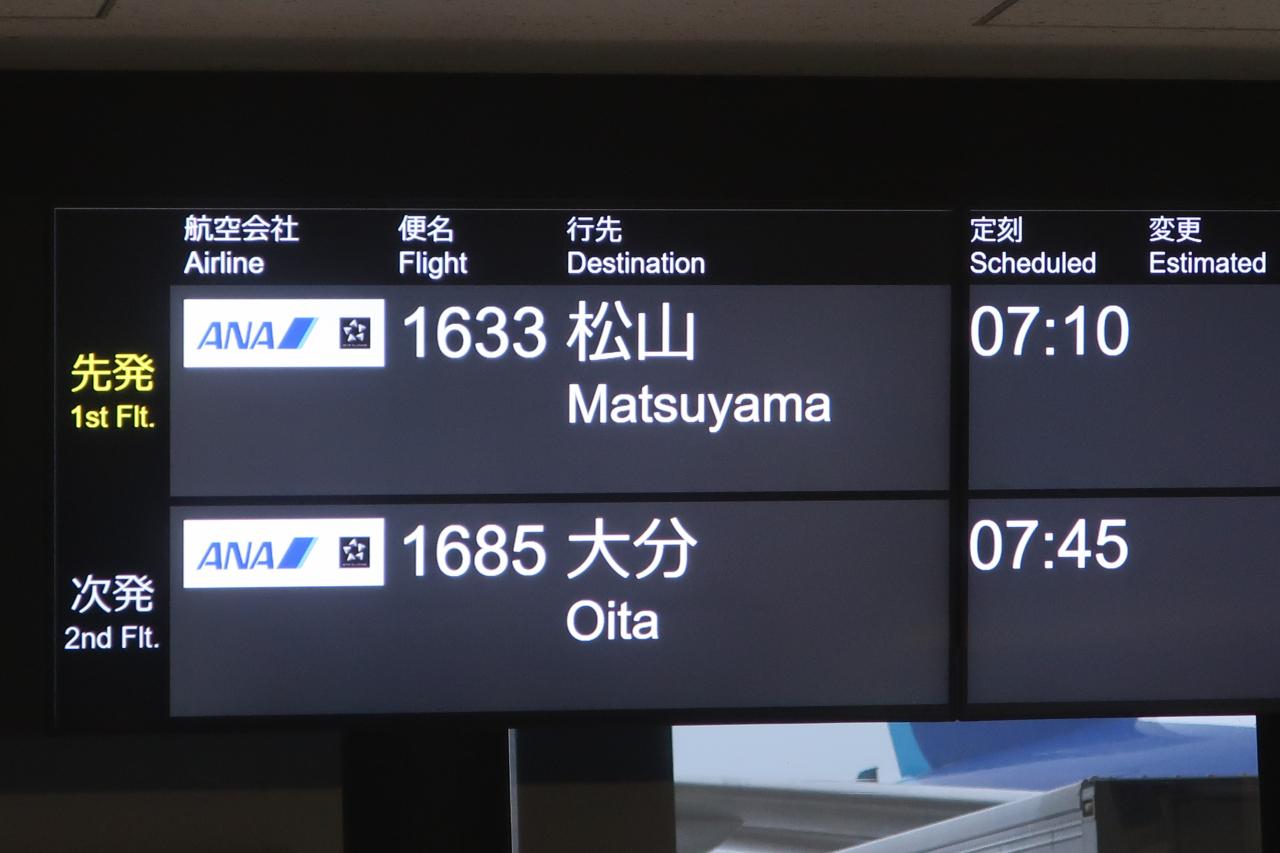 航空会社 便名 行先 定刻 変更
Airline Flight Destination Scheduled Estimated
先発
1st Flt.
ANA 1633 松山 07:10
Matsuyama
次発
2nd Flt.
ANA 1685 大分 07:45
Oita